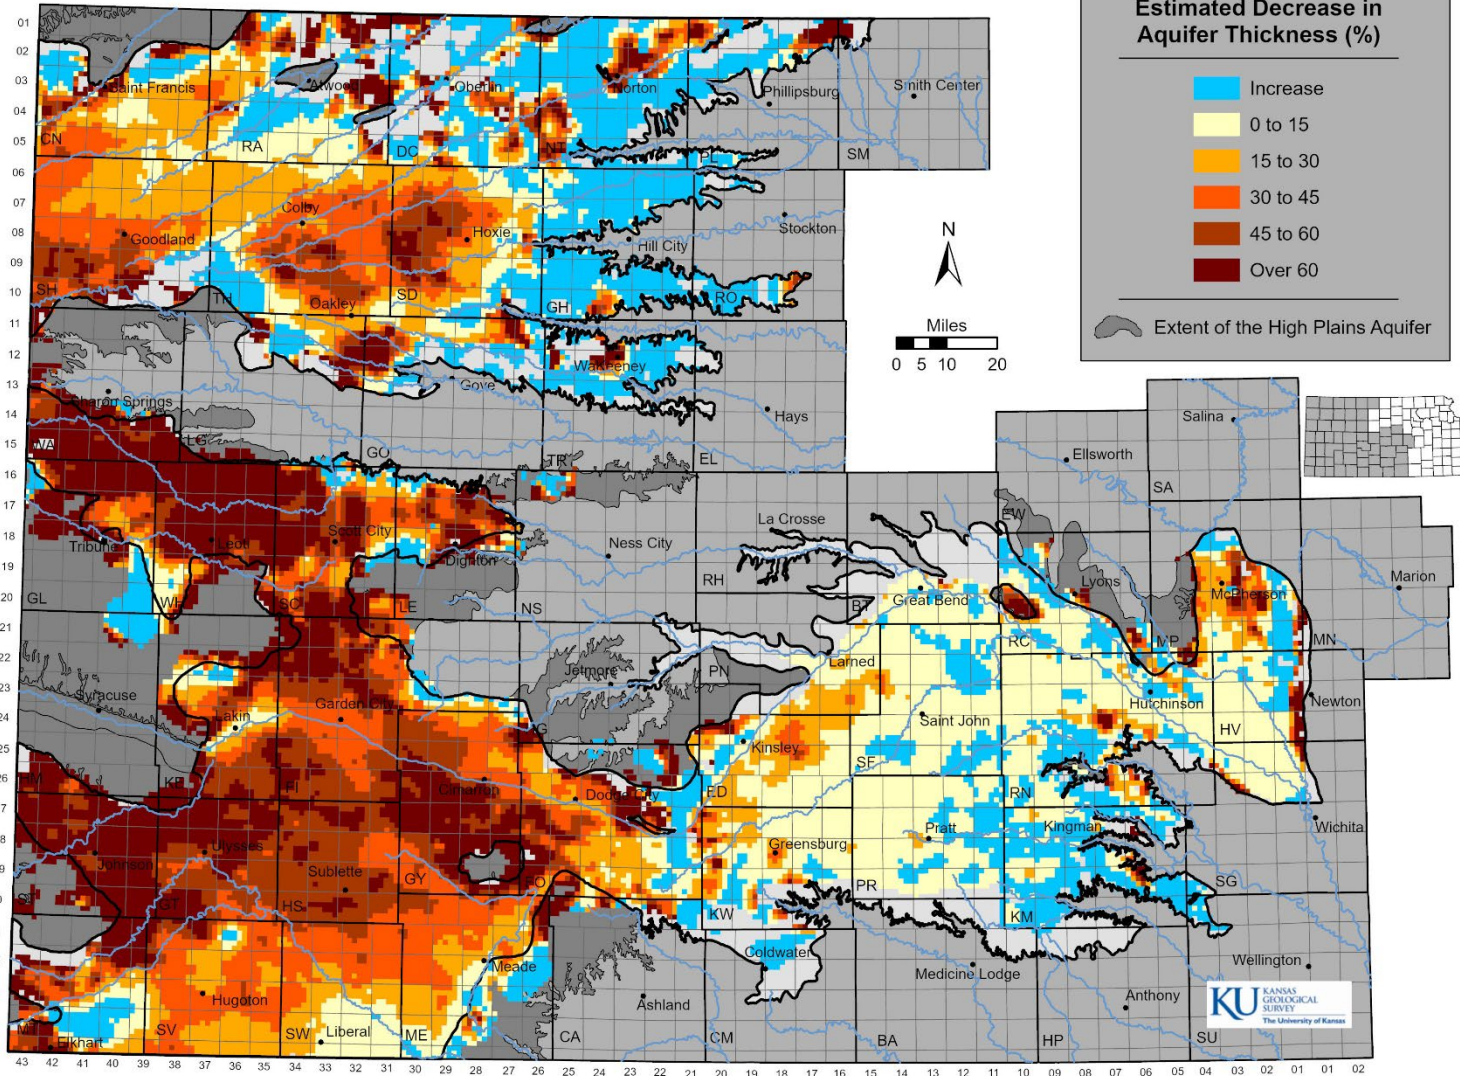 Estimated Decrease in
Aquifer Thickness (%)
Increase
0 to 15
15 to 30
30 to 45
45 to 60
Over 60
Extent of the High Plains Aquifer
N
Miles
0 5 10 20
01
02
03
04
05
06
07
08
09
10
11
12
13
14
15
16
17
18
19
20
21
22
23
24
25
26
Saint Francis
Atwood
Oberlin
Norton
Phillipsburg
Smith Center
CN
RA
DC
NT
PL
SM
Colby
Goodland
Hoxie
Hill City
Stockton
SH
TH
Oakley
SD
GH
RO
WaKeeney
Gove
Sharon Springs
Hays
Salina
WA
LG
GO
TR
EL
Ellsworth
SA
EW
La Crosse
Scott City
Tribune
Leoti
Dighton
Ness City
Lyons
McPherson
Marion
GL
WH
SC
LE
NS
RH
BT
Great Bend
RC
MP
MN
Larned
Jetmore
PN
Syracuse
Garden City
Lakin
Hutchinson
Newton
Saint John
HV
Kinsley
SF
HM
KE
FI
Cimarron
Dodge City
ED
RN
Kingman
Pratt
Wichita
Johnson
Ulysses
Sublette
Greensburg
GT
HS
GY
FO
KW
PR
KM
SG
Coldwater
Meade
Medicine Lodge
Wellington
Hugoton
Ashland
Anthony
MT
Elkhart
SV
SW
Liberal
ME
CA
CM
BA
HP
SU
KU KANSAS
GEOLOGICAL
SURVEY
The University of Kansas
43 42 41 40 39 38 37 36 35 34 33 32 31 30 29 28 27 26 25 24 23 22 21 20 19 18 17 16 15 14 13 12 11 10 09 08 07 06 05 04 03 02 01 01 02